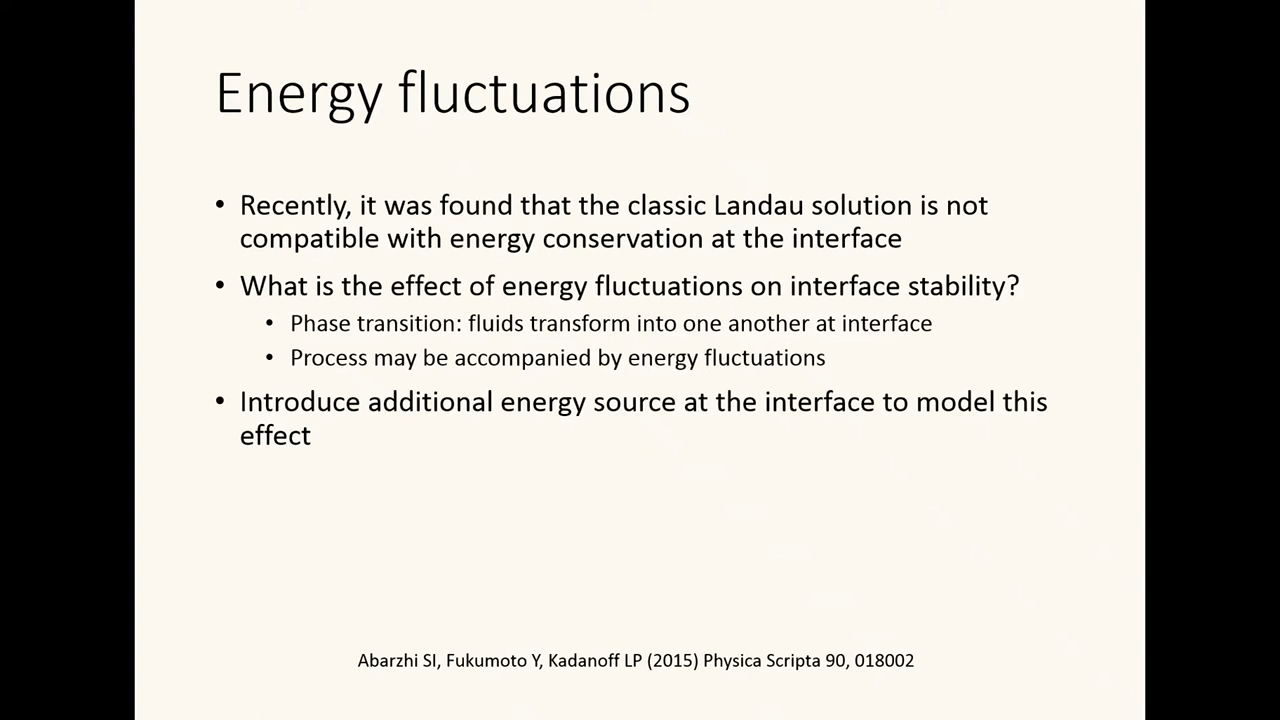 Energy fluctuations
• Recently, it was found that the classic Landau solution is not
compatible with energy conservation at the interface
• What is the effect of energy fluctuations on interface stability?
• Phase transition: fluids transform into one another at interface
• Process may be accompanied by energy fluctuations
• Introduce additional energy source at the interface to model this
effect
Abarzhi SI, Fukumoto Y, Kadanoff LP (2015) Physica Scripta 90, 018002